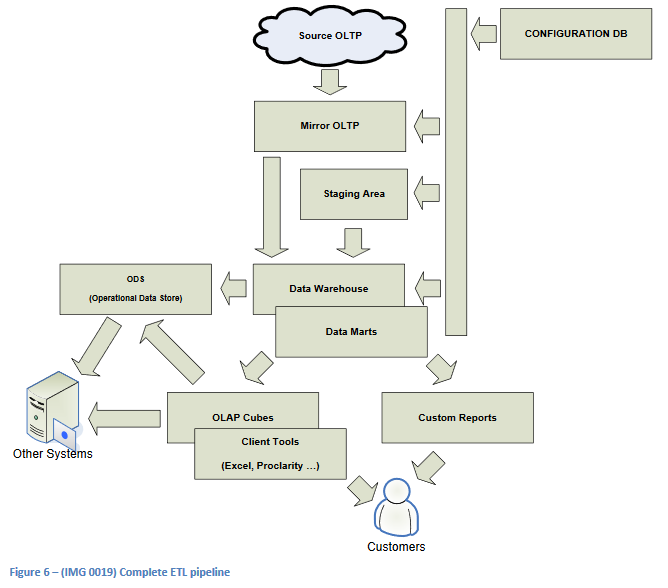 Source OLTP
CONFIGURATION DB
Mirror OLTP
Staging Area
ODS
(Operational Data Store)
Data Warehouse
Data Marts
OLAP Cubes
Custom Reports
Client Tools
(Excel, Proclarity ...)
Other Systems
Customers
Figure 6 – (IMG 0019) Complete ETL pipeline